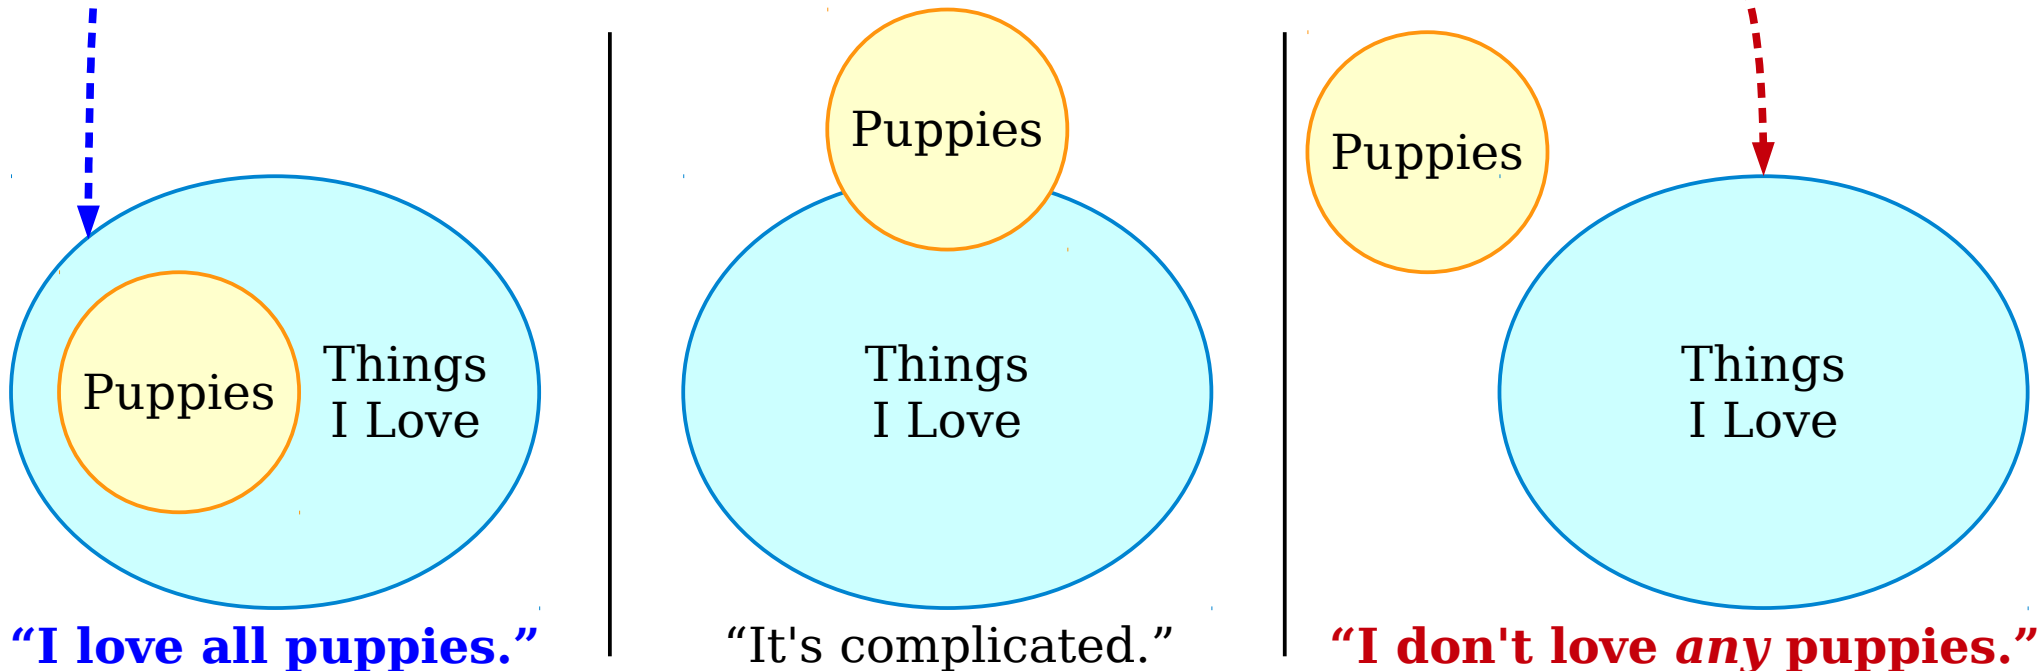 Puppies
Things
I Love
“I love all puppies.”
Puppies
Things
I Love
“It's complicated.”
Puppies
Things
I Love
“I don't love any puppies.”